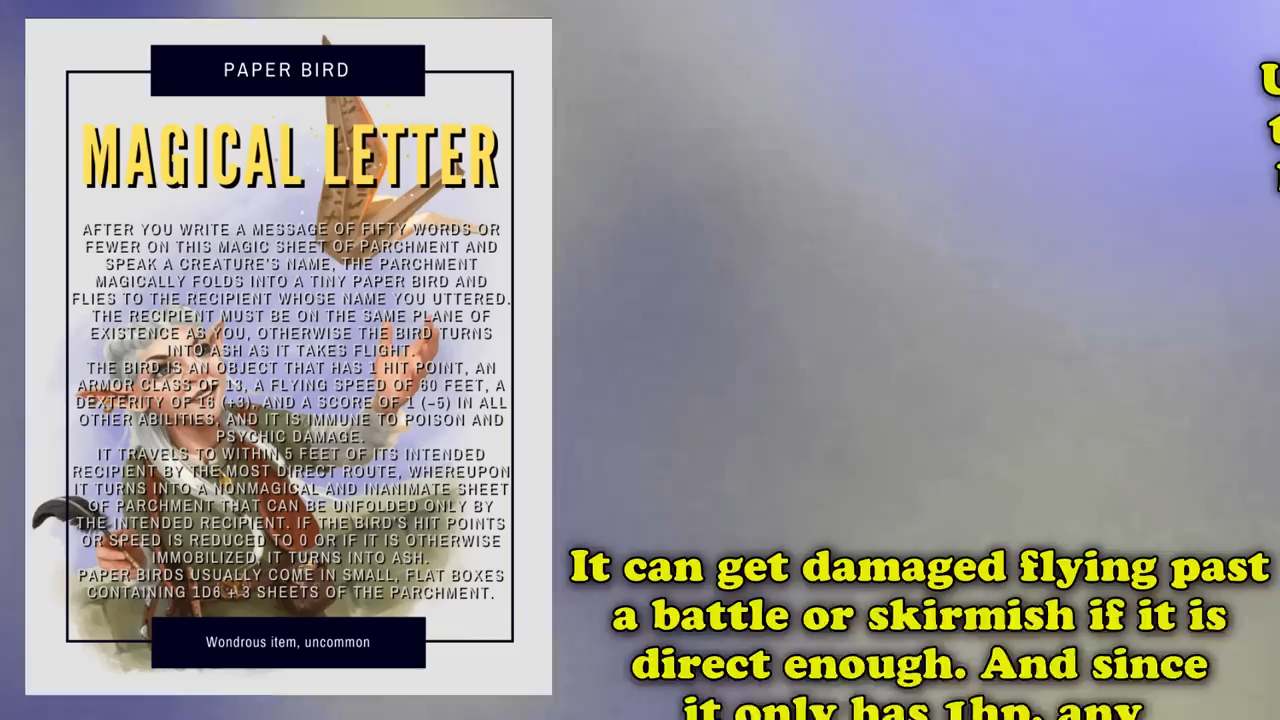 PAPER BIRD
MAGICAL LETTER
AFTER YOU WRITE A MESSAGE OF FIFTY WORDS OR
FEWER ON THIS MAGIC SHEET OF PARCHMENT AND
SPEAK A CREATURE'S NAME, THE PARCHMENT
MAGICALLY FOLDS INTO A TINY PAPER BIRD AND
FLIES TO THE RECIPIENT WHOSE NAME YOU UTTERED.
THE RECIPIENT MUST BE ON THE SAME PLANE OF
EXISTENCE AS YOU, OTHERWISE THE BIRD TURNS
INTO ASH AS IT TAKES FLIGHT.
THE BIRD IS AN OBJECT THAT HAS 1 HIT POINT, AN
ARMOR CLASS OF 13, A FLYING SPEED OF 60 FEET, A
DEXTERITY OF 16 (+3), AND A SCORE OF 1 (-5) IN ALL
OTHER ABILITIES, AND IT IS IMMUNE TO POISON AND
PSYCHIC DAMAGE.
IT TRAVELS TO WITHIN 5 FEET OF ITS INTENDED
RECIPIENT BY THE MOST DIRECT ROUTE, WHEREUPON
IT TURNS INTO A NONMAGICAL AND INANIMATE SHEET
OF PARCHMENT THAT CAN BE UNFOLDED ONLY BY
THE INTENDED RECIPIENT. IF THE BIRD'S HIT POINTS
OR SPEED IS REDUCED TO 0 OR IF IT IS OTHERWISE
IMMOBILIZED, IT TURNS INTO ASH.
PAPER BIRDS USUALLY COME IN SMALL, FLAT BOXES
CONTAINING 1D6 + 3 SHEETS OF THE PARCHMENT.
Wondrous item, uncommon
It can get damaged flying past
a battle or skirmish if it is
direct enough. And since
it only has 1hp, any